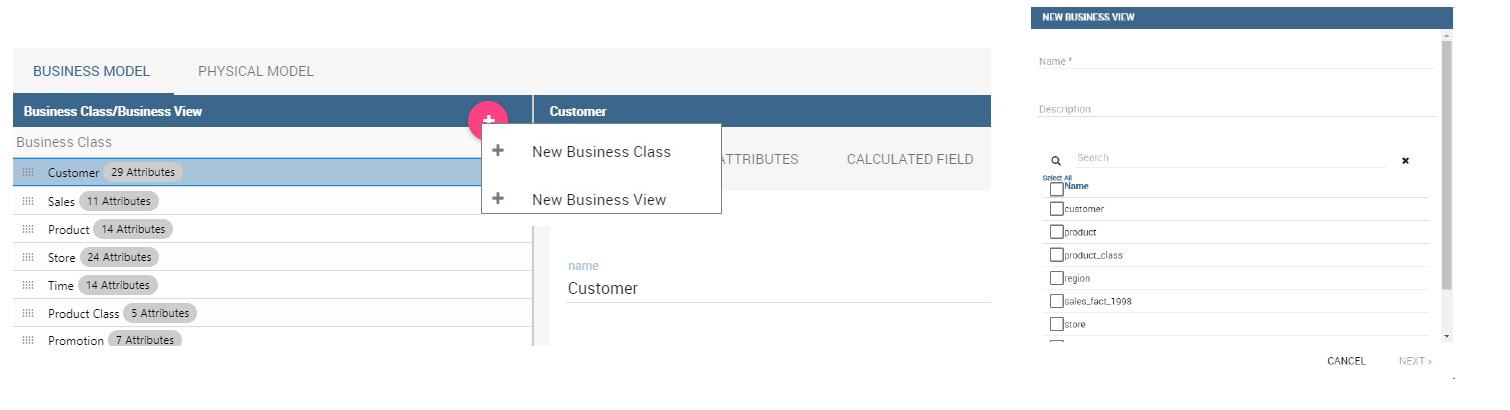 BUSINESS MODEL PHYSICAL MODEL
Business Class/Business View
Business Class
Customer 29 Attributes
Sales 11 Attributes
Product 14 Attributes
Store 24 Attributes
Time 14 Attributes
Product Class 5 Attributes
Promotion 7 Attributes
+
+ New Business Class
+ New Business View
Customer
ATTRIBUTES CALCULATED FIELD
name
Customer
NEW BUSINESS VIEW
Name *
Description
Search
Select All
Name
customer
product
product_class
region
sales_fact_1998
store
CANCEL NEXT >